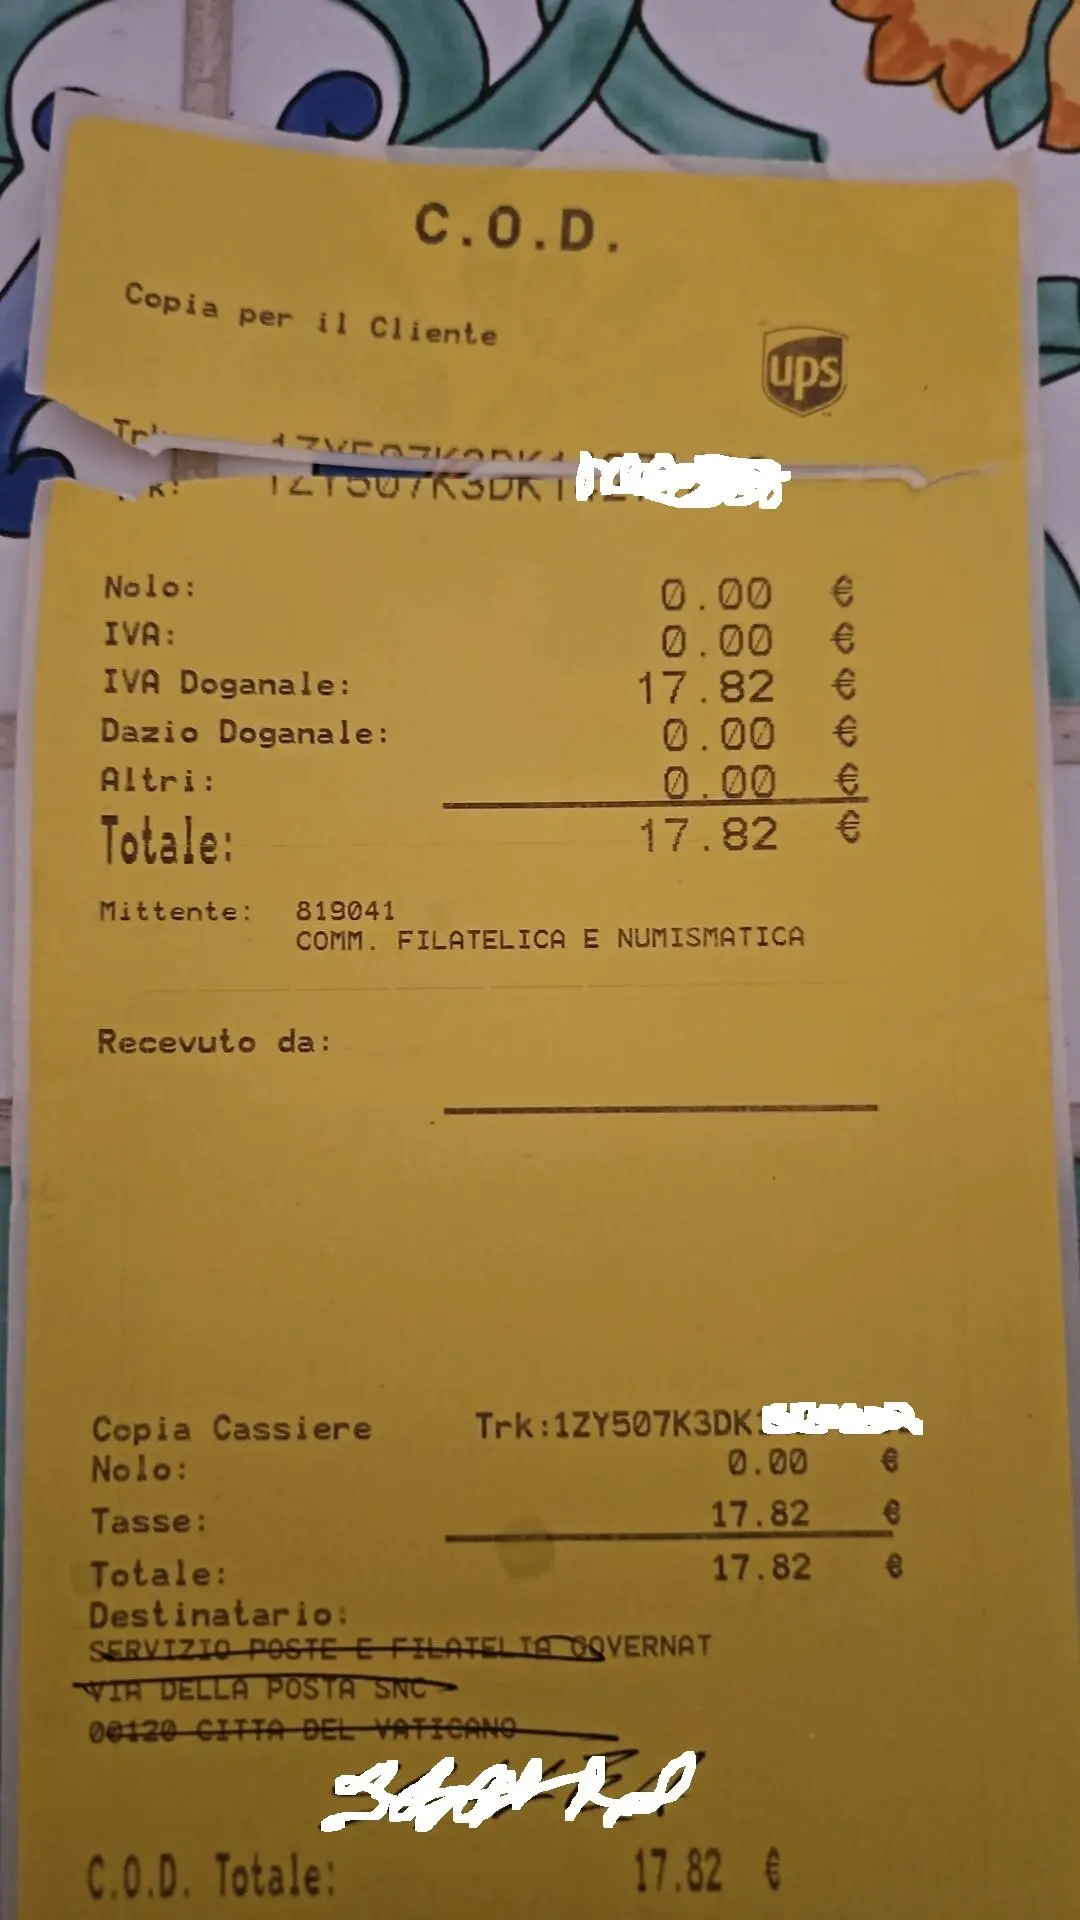 C.O.D.
Copia per il Cliente
ups
1ZY507K3DK1
Nolo: 0.00 €
IVA: 0.00 €
IVA Doganale: 17.82 €
Dazio Doganale: 0.00 €
Altri: 0.00 €
Totale: 17.82 €
Mittente: 819041
COMM. FILATELICA E NUMISMATICA
Recevuto da:
Copia Cassiere Trk:1ZY507K3DK
Nolo: 0.00 €
Tasse: 17.82 €
Totale: 17.82 €
Destinatario:
SERVIZIO POSTE E FILATELIA GOVERNAT
VIA DELLA POSTA SNC
00120 CITTA DEL VATICANO
C.O.D. Totale: 17.82 €